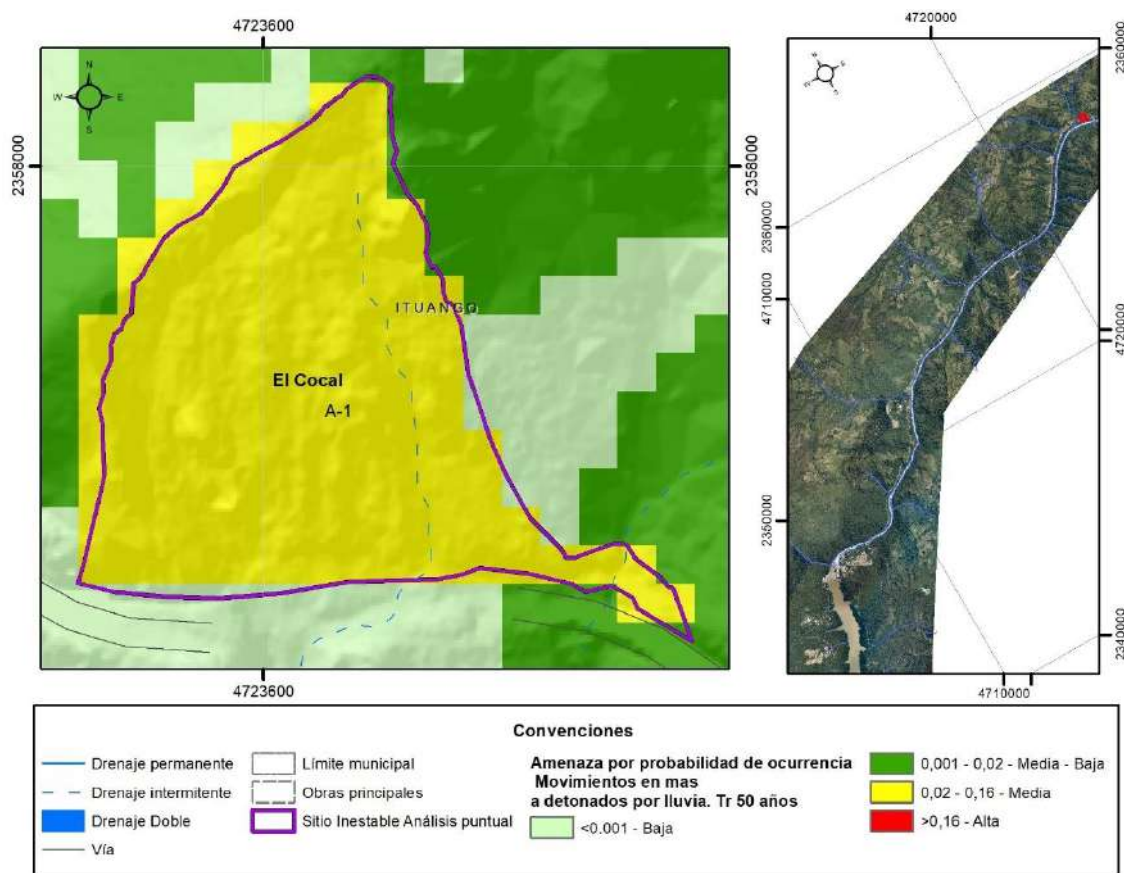 4723600
4720000
2360000
N
W E
S
2358000
2358000
ITUANGO
El Cocal
A-1
2360000
4710000
4720000
2350000
2340000
4723600
4710000
Convenciones
Drenaje permanente
Drenaje intermitente
Drenaje Doble
Vía
Límite municipal
Obras principales
Sitio Inestable Análisis puntual
Amenaza por probabilidad de ocurrencia
Movimientos en mas
a detonados por lluvia. Tr 50 años
<0.001 - Baja
0,001 - 0,02 - Media - Baja
0,02 - 0,16 - Media
>0,16 - Alta